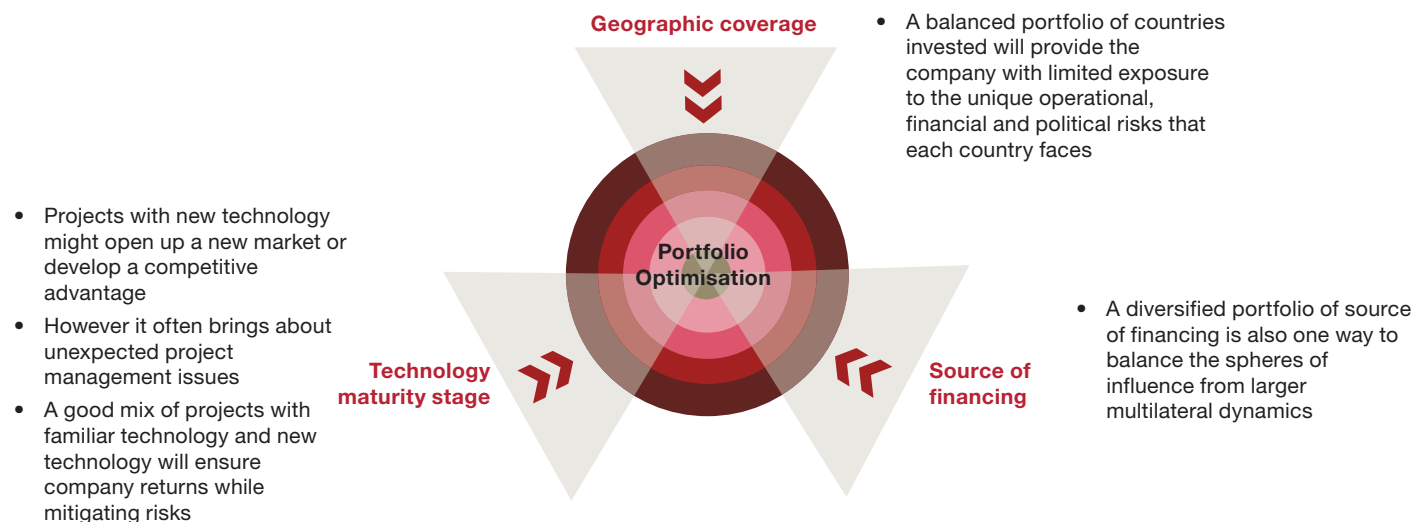 Geographic coverage
• A balanced portfolio of countries
invested will provide the
company with limited exposure
to the unique operational,
financial and political risks that
each country faces
• Projects with new technology
might open up a new market or
develop a competitive
advantage
• However it often brings about
unexpected project
management issues
• A good mix of projects with
familiar technology and new
technology will ensure
company returns while
mitigating risks
Technology
maturity stage
Portfolio
Optimisation
Source of
financing
• A diversified portfolio of source
of financing is also one way to
balance the spheres of
influence from larger
multilateral dynamics